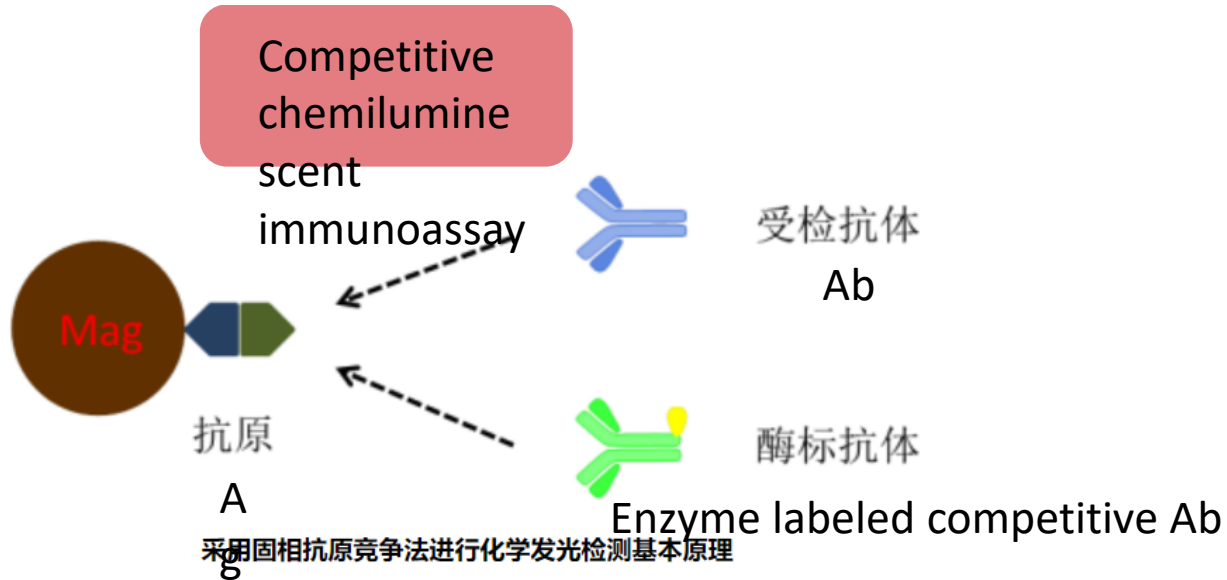 Competitive
chemilumine
scent
immunoassay
受检抗体
Ab
Mag
抗原
A
g
酶标抗体
Enzyme labeled competitive Ab
采用固相抗原竞争法进行化学发光检测基本原理